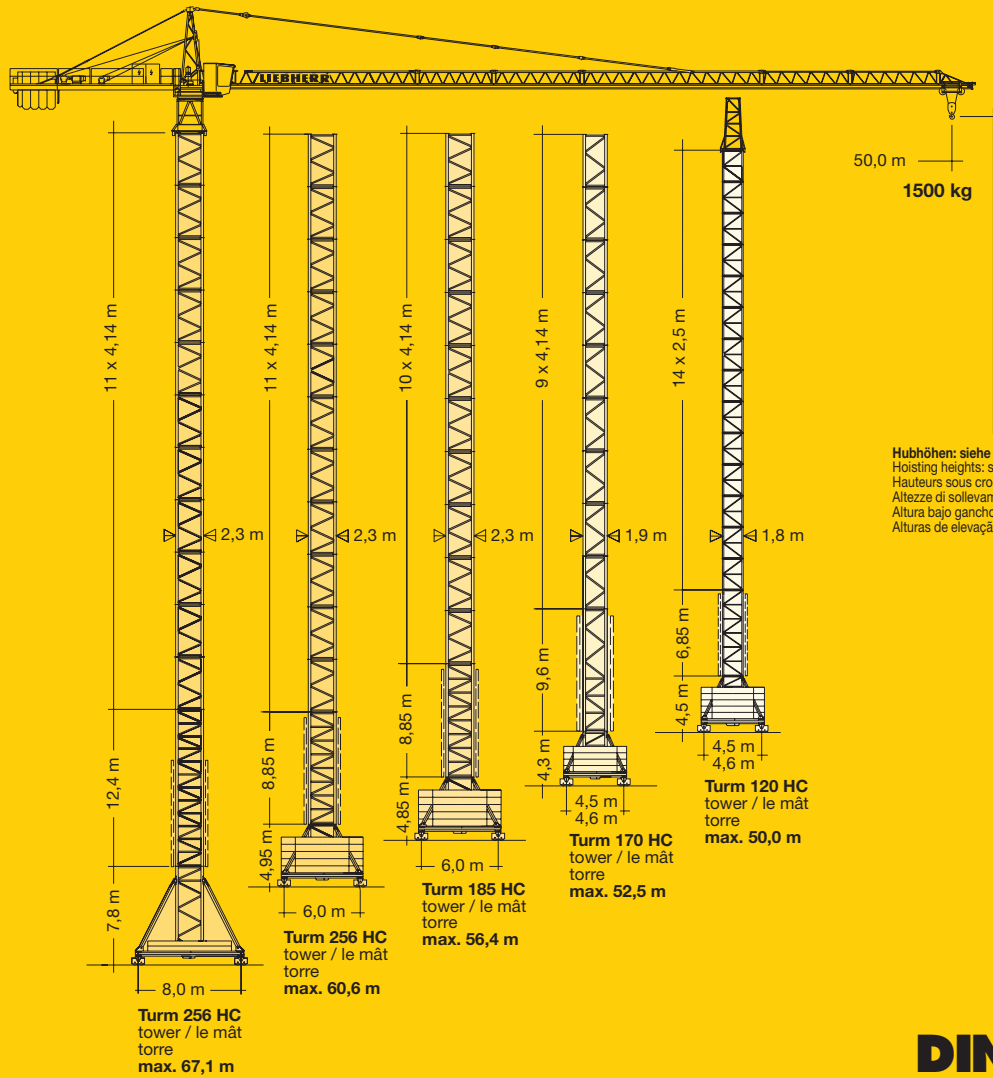 LIEBHERR
50,0 m
1500 kg
11 x 4,14 m
11 x 4,14 m
10 x 4,14 m
9 x 4,14 m
14 x 2,5 m
Hubhöhen: siehe
Hoisting heights: s
Hauteurs sous cro
Altezze di sollevam
Altura bajo gancho
Alturas de elevaçã
2,3 m
2,3 m
2,3 m
1,9 m
1,8 m
12,4 m
7,8 m
8,0 m
Turm 256 HC
tower / le mât
torre
max. 67,1 m
8,85 m
4,95 m
6,0 m
Turm 256 HC
tower / le mât
torre
max. 60,6 m
8,85 m
4,85 m
6,0 m
Turm 185 HC
tower / le mât
torre
max. 56,4 m
9,6 m
4,3 m
4,5 m
4,6 m
Turm 170 HC
tower / le mât
torre
max. 52,5 m
6,85 m
4,5 m
4,5 m
4,6 m
Turm 120 HC
tower / le mât
torre
max. 50,0 m
DIN